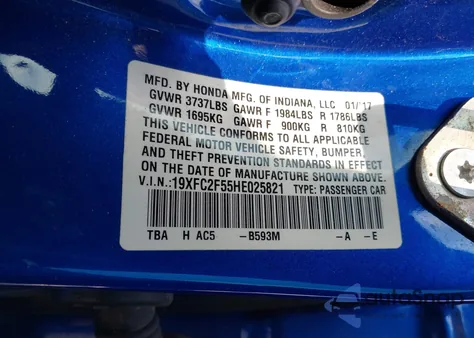 MFD. BY HONDA MFG. OF INDIANA, LLC 01/17
GVWR 3737LBS GAWR F 1984LBS R 1786LBS
GVWR 1695KG GAWR F 900KG R 810KG
THIS VEHICLE CONFORMS TO ALL APPLICABLE
FEDERAL MOTOR VEHICLE SAFETY, BUMPER,
AND THEFT PREVENTION STANDARDS IN EFFECT
ON THE DATE OF MANUFACTURE SHOWN ABOVE.
V.I.N.:19XFC2F55HE025821 TYPE: PASSENGER CAR
TBA H AC5 -B593M -A -E